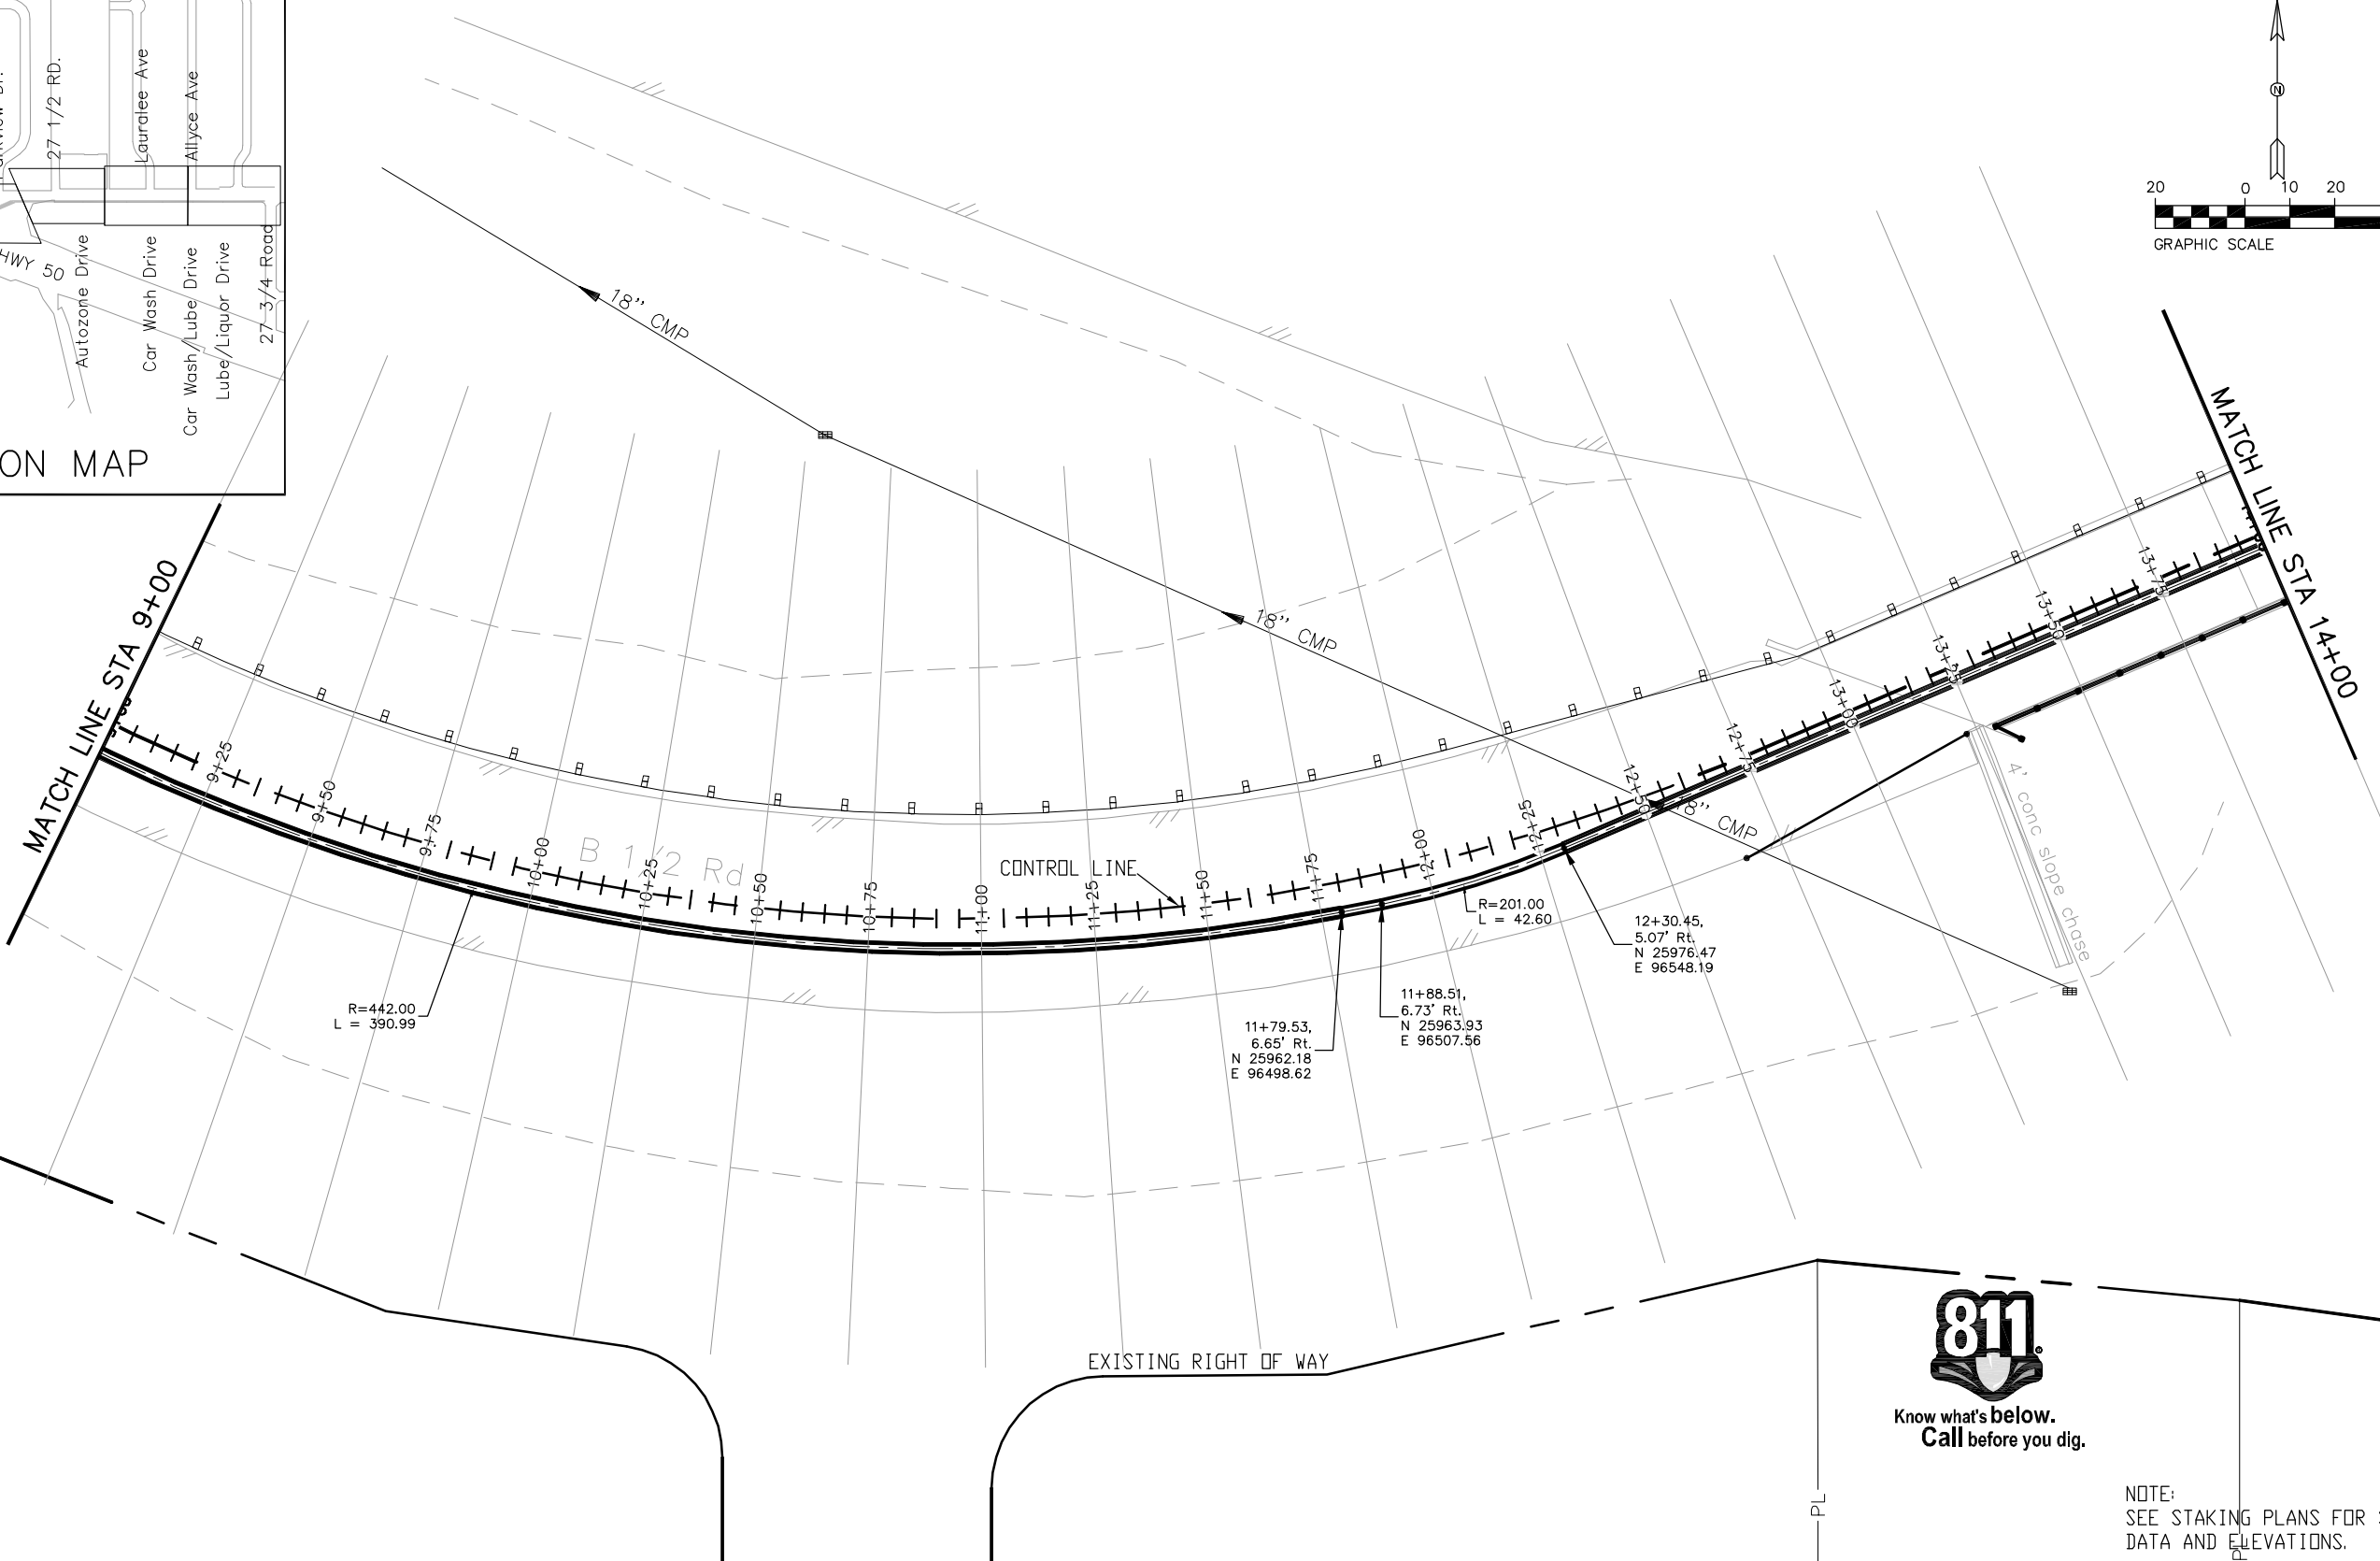 27 1/2 RD.
Lauralee Ave
Allyce Ave
HWY 50
Autozone Drive
Car Wash Drive
Car Wash/Lube Drive
Lube/Liquor Drive
27 3/4 Road
ON MAP
N
20 0 10 20
GRAPHIC SCALE
18" CMP
18" CMP
18" CMP
MATCH LINE STA 9+00
MATCH LINE STA 14+00
9+25
9+50
9+75
10+00
10+25
10+50
10+75
11+00
11+25
11+50
11+75
12+00
12+25
12+50
12+75
13+00
13+25
13+50
13+75
B 1/2 Rd
CONTROL LINE
4' conc slope chase
R=442.00
L = 390.99
R=201.00
L = 42.60
11+79.53,
6.65' Rt.
N 25962.18
E 96498.62
11+88.51,
6.73' Rt.
N 25963.93
E 96507.56
12+30.45,
5.07' Rt.
N 25976.47
E 96548.19
EXISTING RIGHT OF WAY
811
Know what's below.
Call before you dig.
PL
PL
NOTE:
SEE STAKING PLANS FOR
DATA AND ELEVATIONS.